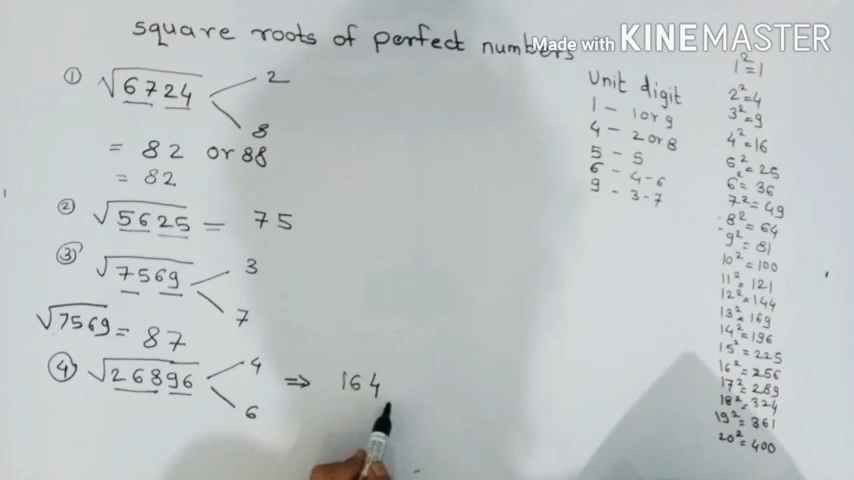 square roots of perfect numbers
Made with KINEMASTER
① √6724 2
8
= 82 or 88
= 82
② √5625 = 75
③ √7569 3
7
√7569 = 87
④ √26896 4
6
⇒ 164
Unit digit
1 - 1 or 9
4 - 2 or 8
5 - 5
6 - 4-6
9 - 3-7
1²=1
2²=4
3²=9
4²=16
5²=25
6²=36
7²=49
8²=64
9²=81
10²=100
11²=121
12²=144
13²=169
14²=196
15²=225
16²=256
17²=289
18²=324
19²=361
20²=400